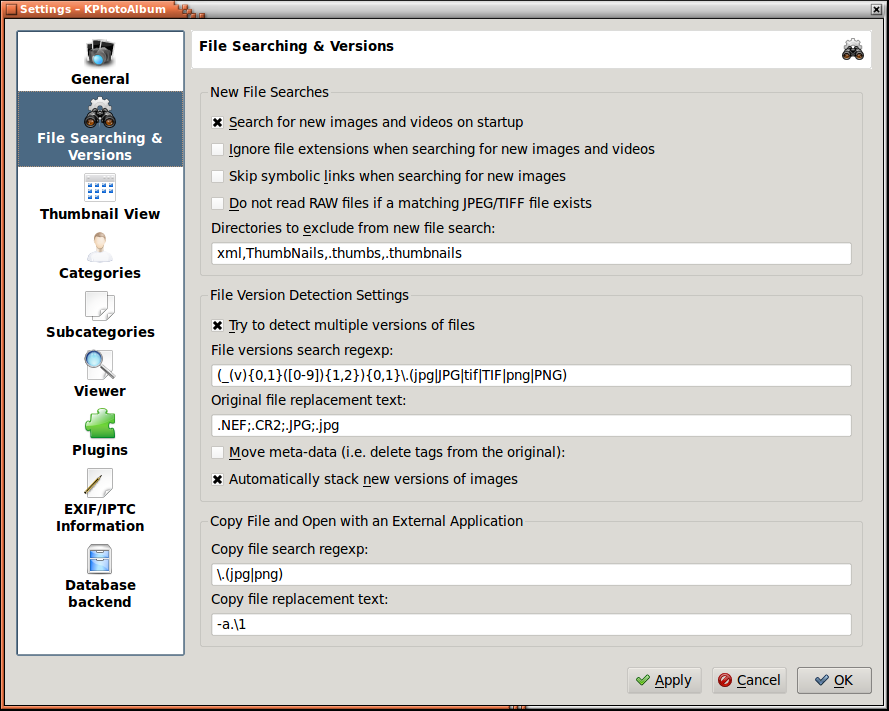 Settings – KPhotoAlbum
General
File Searching &
Versions
Thumbnail View
Categories
Subcategories
Viewer
Plugins
EXIF/IPTC
Information
Database
backend
File Searching & Versions
New File Searches
Search for new images and videos on startup
Ignore file extensions when searching for new images and videos
Skip symbolic links when searching for new images
Do not read RAW files if a matching JPEG/TIFF file exists
Directories to exclude from new file search:
xml,ThumbNails,.thumbs,.thumbnails
File Version Detection Settings
Try to detect multiple versions of files
File versions search regexp:
(_(v){0,1}([0-9]){1,2}){0,1}\.(jpg|JPG|tif|TIF|png|PNG)
Original file replacement text:
.NEF;.CR2;.JPG;.jpg
Move meta-data (i.e. delete tags from the original):
Automatically stack new versions of images
Copy File and Open with an External Application
Copy file search regexp:
\.(jpg|png)
Copy file replacement text:
-a.\1
Apply
Cancel
OK